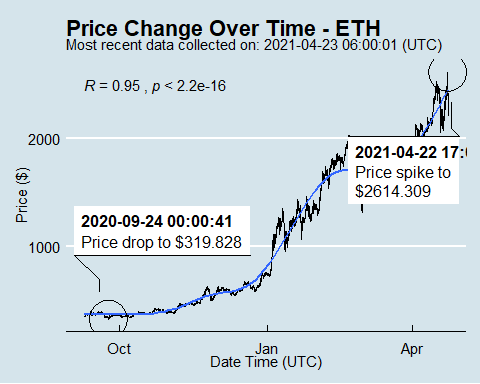 Price Change Over Time - ETH
Most recent data collected on: 2021-04-23 06:00:01 (UTC)
R = 0.95 , p < 2.2e-16
2000
2021-04-22 17:0
Price spike to
$2614.309
Price ($)
2020-09-24 00:00:41
Price drop to $319.828
1000
Oct
Jan
Apr
Date Time (UTC)